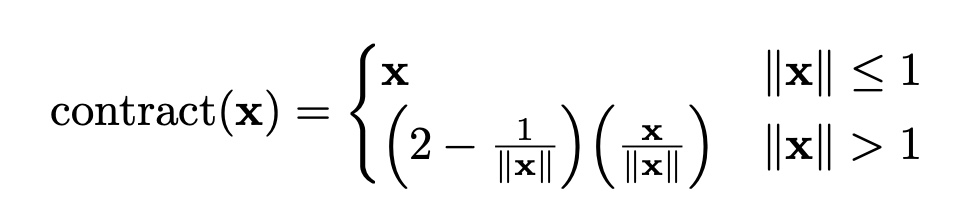 contract(𝐱) = { 𝐱 ‖𝐱‖ ≤ 1
(2 − 1/‖𝐱‖)(𝐱/‖𝐱‖) ‖𝐱‖ > 1